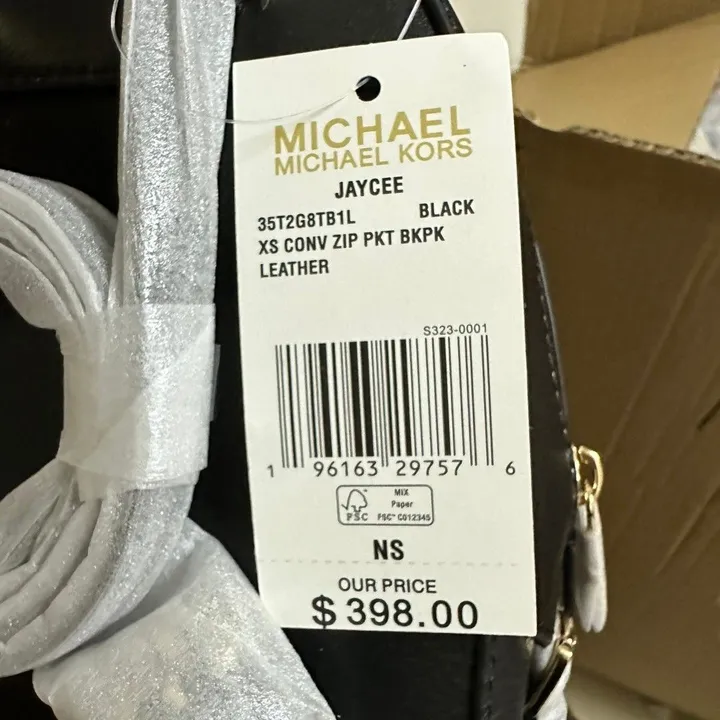 MICHAEL
MICHAEL KORS
JAYCEE
35T2G8TB1L BLACK
XS CONV ZIP PKT BKPK
LEATHER
S323-0001
1 96163 29757 6
FSC
MIX
Paper
FSC™ C012345
NS
OUR PRICE
$398.00